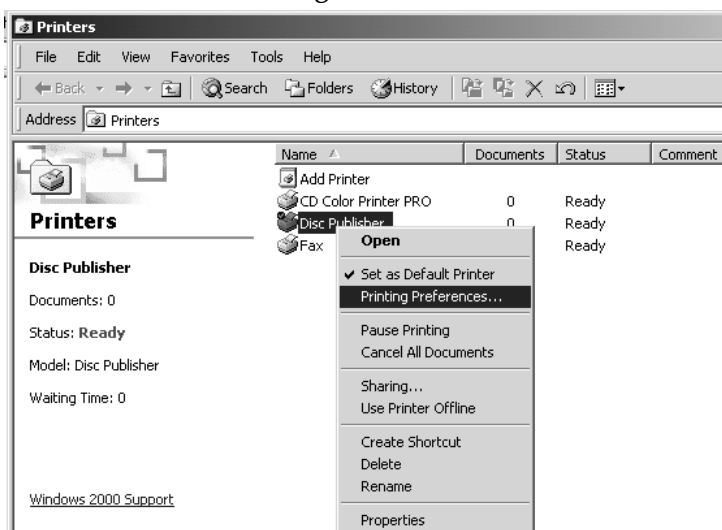 Printers
File Edit View Favorites Tools Help
Back Search Folders History
Address Printers
Name Documents Status Comment
Add Printer
CD Color Printer PRO 0 Ready
Disc Publisher 0 Ready
Fax Ready
Printers
Disc Publisher
Documents: 0
Status: Ready
Model: Disc Publisher
Waiting Time: 0
Windows 2000 Support
Open
Set as Default Printer
Printing Preferences...
Pause Printing
Cancel All Documents
Sharing...
Use Printer Offline
Create Shortcut
Delete
Rename
Properties